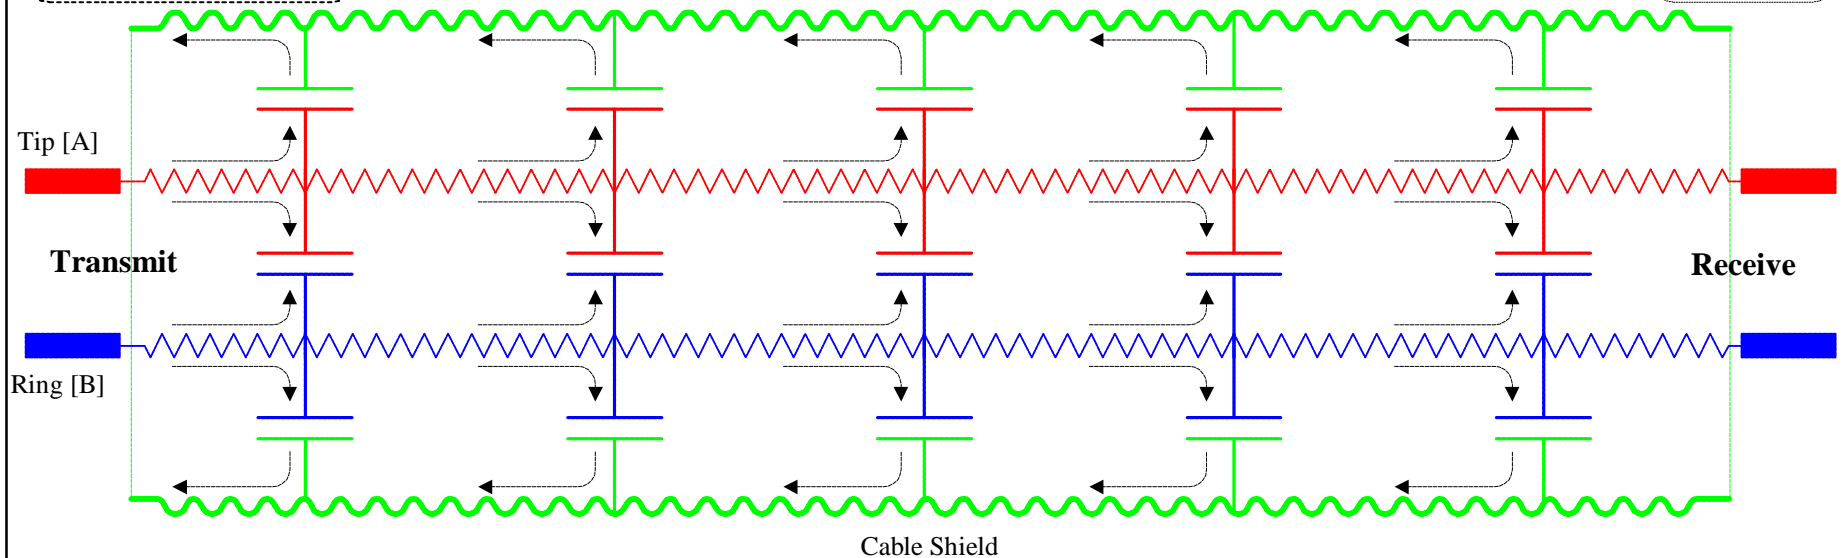 Tip [A]
Transmit
Receive
Ring [B]
Cable Shield